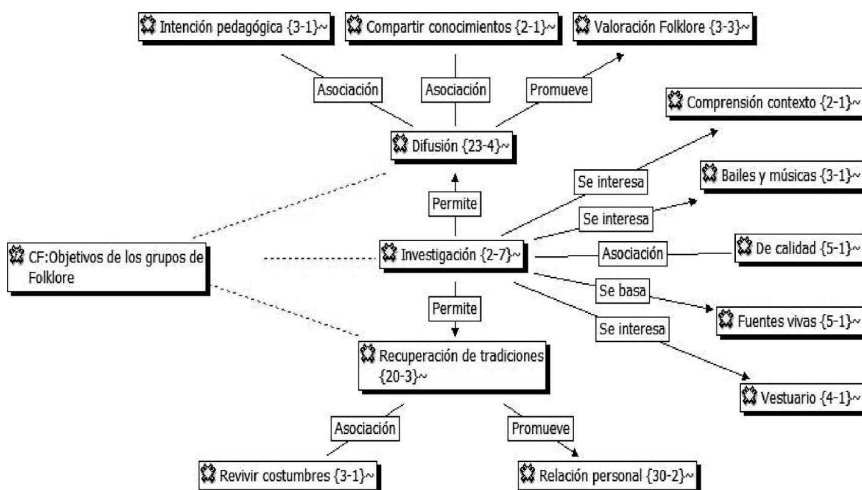 Intención pedagógica {3-1}~
Compartir conocimientos {2-1}~
Valoración Folklore {3-3}~
Asociación
Asociación
Promueve
Comprensión contexto {2-1}~
Difusión {23-4}~
Se interesa
Bailes y músicas {3-1}~
Permite
Se interesa
CF:Objetivos de los grupos de
Folklore
Investigación {2-7}~
Asociación
De calidad {5-1}~
Se basa
Permite
Fuentes vivas {5-1}~
Se interesa
Recuperación de tradiciones
{20-3}~
Vestuario {4-1}~
Asociación
Promueve
Revivir costumbres {3-1}~
Relación personal {30-2}~